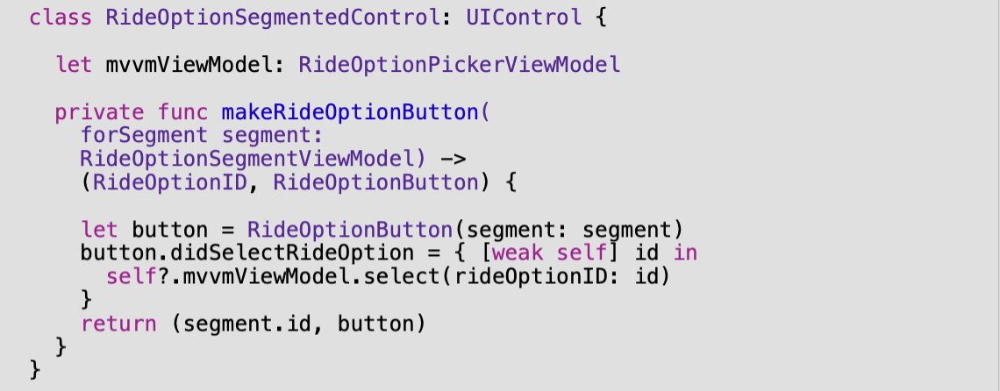 class RideOptionSegmentedControl: UIControl {
let mvvmViewModel: RideOptionPickerViewModel
private func makeRideOptionButton(
forSegment segment:
RideOptionSegmentViewModel) ->
(RideOptionID, RideOptionButton) {
let button = RideOptionButton(segment: segment)
button.didSelectRideOption = { [weak self] id in
self?.mvvmViewModel.select(rideOptionID: id)
}
return (segment.id, button)
}
}